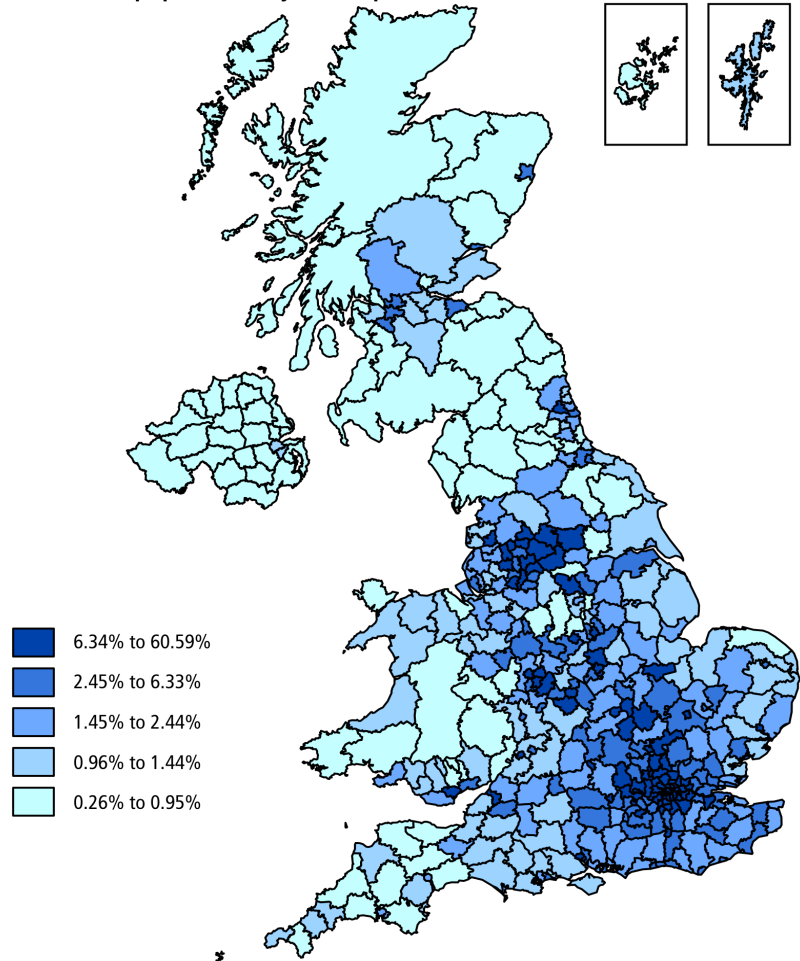 6.34% to 60.59%
2.45% to 6.33%
1.45% to 2.44%
0.96% to 1.44%
0.26% to 0.95%